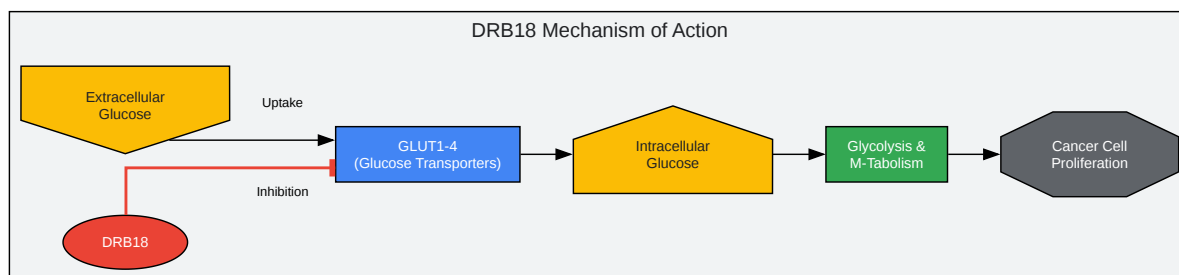 DRB18 Mechanism of Action
Extracellular
Glucose
Uptake
GLUT1-4
(Glucose Transporters)
Intracellular
Glucose
Glycolysis &
M-Tabolism
Cancer Cell
Proliferation
Inhibition
DRB18